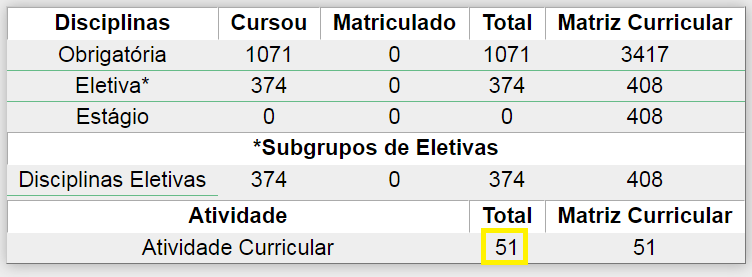 Disciplinas Cursou Matriculado Total Matriz Curricular
Obrigatória 1071 0 1071 3417
Eletiva* 374 0 374 408
Estágio 0 0 0 408
*Subgrupos de Eletivas
Disciplinas Eletivas 374 0 374 408
Atividade Total Matriz Curricular
Atividade Curricular 51 51